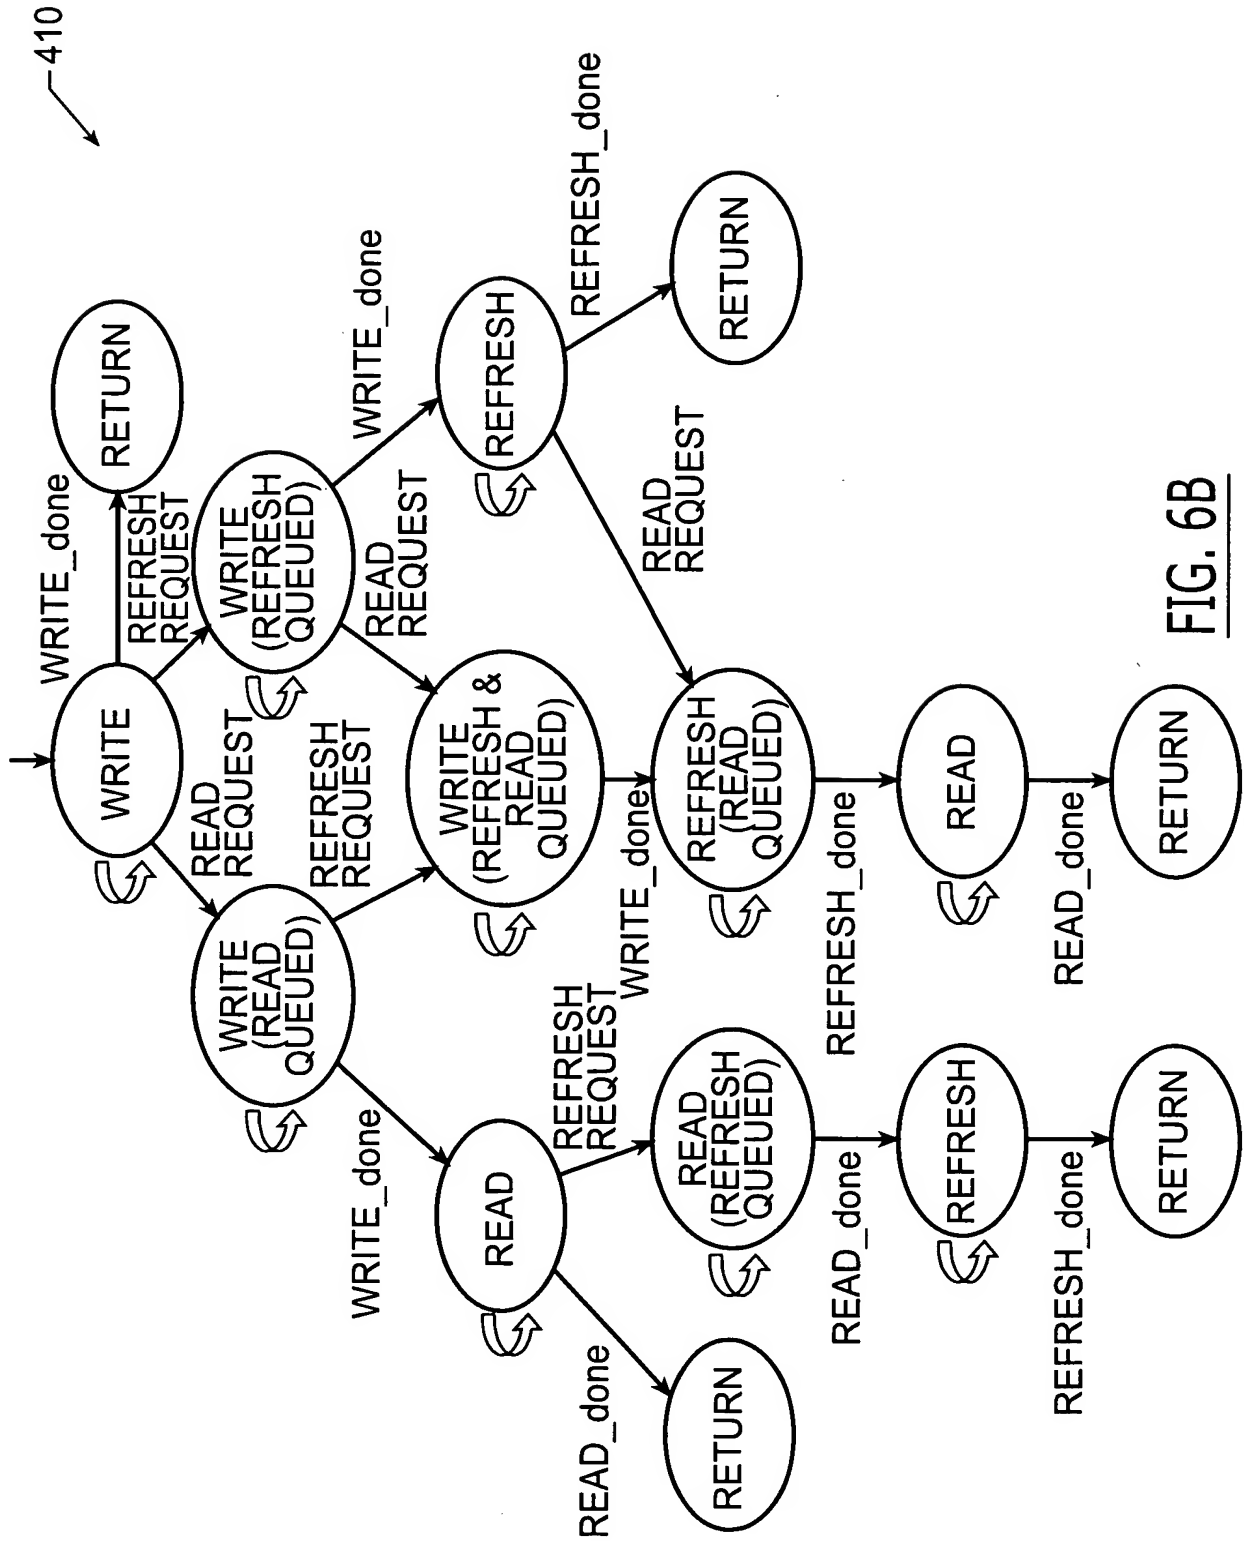 410
WRITE_done
WRITE
RETURN
READ
REQUEST
REFRESH
REQUEST
WRITE
(READ
QUEUED)
WRITE
(REFRESH
QUEUED)
WRITE_done
REFRESH
REQUEST
READ
REQUEST
WRITE_done
READ
WRITE
(REFRESH &
READ
QUEUED)
REFRESH
READ_done
REFRESH
REQUEST
WRITE_done
READ
REQUEST
REFRESH_done
RETURN
READ
(REFRESH
QUEUED)
REFRESH
(READ
QUEUED)
RETURN
READ_done
REFRESH_done
REFRESH
READ
REFRESH_done
READ_done
RETURN
RETURN
FIG. 6B